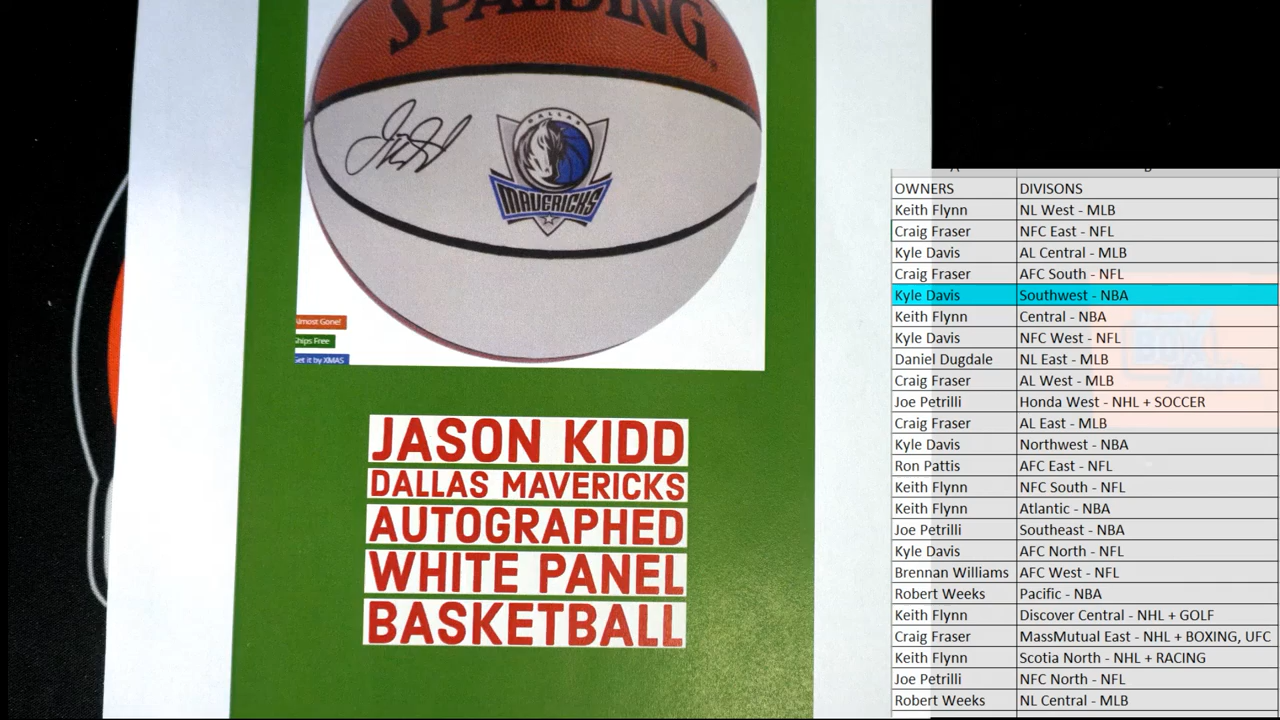 SPALDING
DALLAS
MAVERICKS
Almost Gone!
Ships Free
Get it by XMAS
JASON KIDD
DALLAS MAVERICKS
AUTOGRAPHED
WHITE PANEL
BASKETBALL
OWNERS DIVISONS
Keith Flynn NL West - MLB
Craig Fraser NFC East - NFL
Kyle Davis AL Central - MLB
Craig Fraser AFC South - NFL
Kyle Davis Southwest - NBA
Keith Flynn Central - NBA
Kyle Davis NFC West - NFL
Daniel Dugdale NL East - MLB
Craig Fraser AL West - MLB
Joe Petrilli Honda West - NHL + SOCCER
Craig Fraser AL East - MLB
Kyle Davis Northwest - NBA
Ron Pattis AFC East - NFL
Keith Flynn NFC South - NFL
Keith Flynn Atlantic - NBA
Joe Petrilli Southeast - NBA
Kyle Davis AFC North - NFL
Brennan Williams AFC West - NFL
Robert Weeks Pacific - NBA
Keith Flynn Discover Central - NHL + GOLF
Craig Fraser MassMutual East - NHL + BOXING, UFC
Keith Flynn Scotia North - NHL + RACING
Joe Petrilli NFC North - NFL
Robert Weeks NL Central - MLB